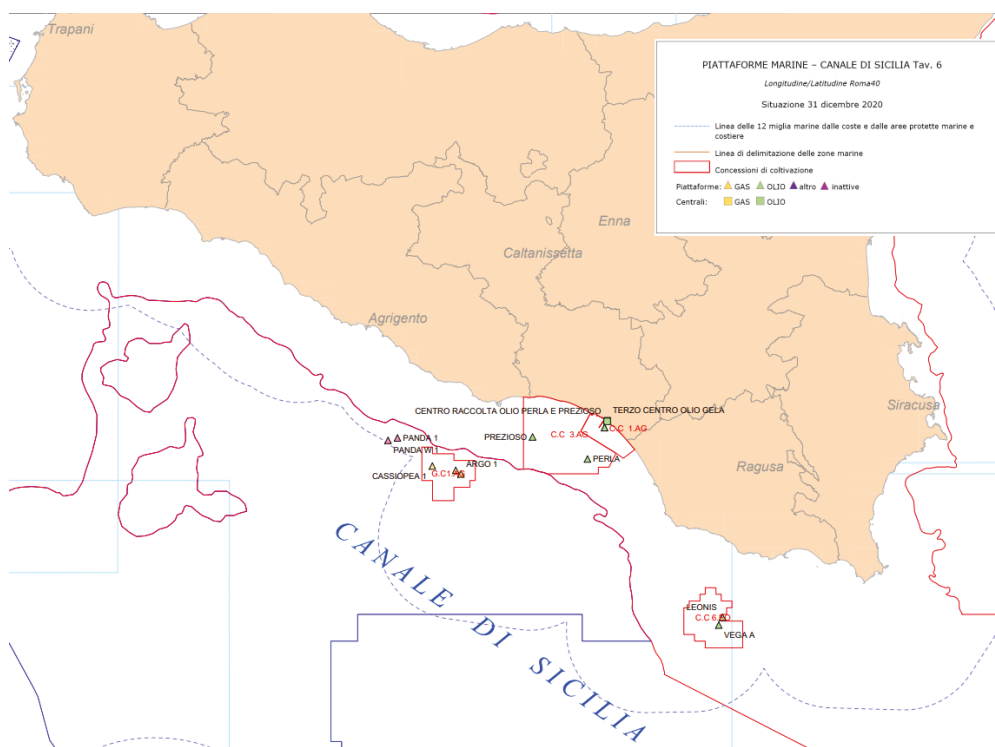 Trapani
PIATTAFORME MARINE – CANALE DI SICILIA Tav. 6
Longitudine/Latitudine Roma40
Situazione 31 dicembre 2020
Linea delle 12 miglia marine dalle coste e dalle aree protette marine e
costiere
Linea di delimitazione delle zone marine
Concessioni di coltivazione
Piattaforme: GAS OLIO altro inattive
Centrali: GAS OLIO
Enna
Caltanissetta
Agrigento
Siracusa
Ragusa
CENTRO RACCOLTA OLIO PERLA E PREZIOSO
TERZO CENTRO OLIO GELA
C.C 3.AG
C.C 1.AG
PREZIOSO
PERLA
PANDA 1
PANDA W 1
ARGO 1
CASSIOPEA 1
CANALE DI SICILIA
LEONIS
VEGA A